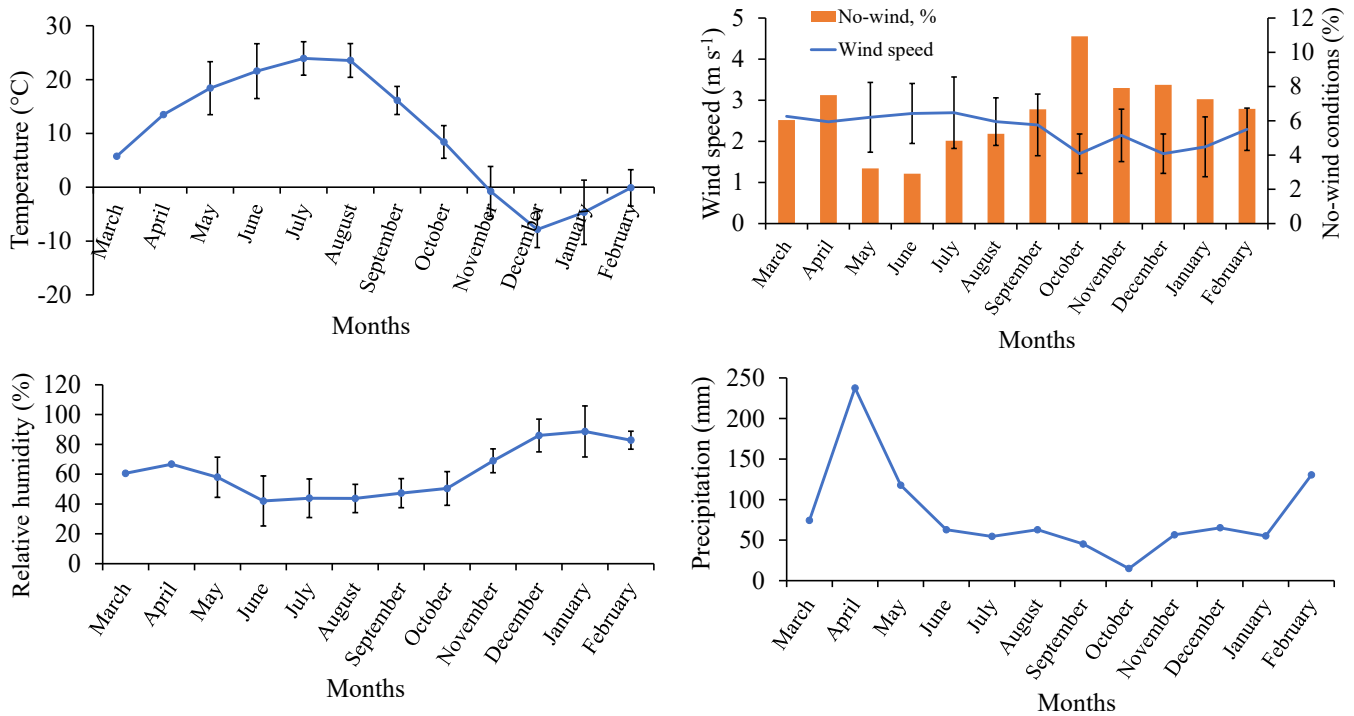 30
20
10
0
-10
-20
Temperature (°C)
March
April
May
June
July
August
September
October
November
December
January
February
Months
No-wind, %
Wind speed
5
4
3
2
1
0
Wind speed (m s⁻¹)
12
10
8
6
4
2
0
No-wind conditions (%)
March
April
May
June
July
August
September
October
November
December
January
February
Months
120
100
80
60
40
20
0
Relative humidity (%)
March
April
May
June
July
August
September
October
November
December
January
February
Months
250
200
150
100
50
0
Precipitation (mm)
March
April
May
June
July
August
September
October
November
December
January
February
Months